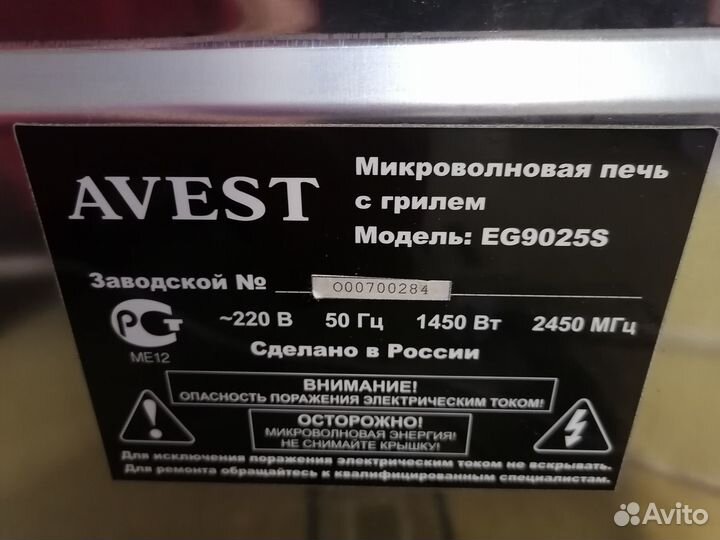 AVEST
Микроволновая печь
с грилем
Модель: EG9025S
Заводской № 000700284
РСТ
МЕ12
~220 В 50 Гц 1450 Вт 2450 МГц
Сделано в России
ВНИМАНИЕ!
ОПАСНОСТЬ ПОРАЖЕНИЯ ЭЛЕКТРИЧЕСКИМ ТОКОМ!
ОСТОРОЖНО!
МИКРОВОЛНОВАЯ ЭНЕРГИЯ!
НЕ СНИМАЙТЕ КРЫШКУ!
Для исключения поражения электрическим током не вскрывать.
Для ремонта обращайтесь к квалифицированным специалистам.
Avito